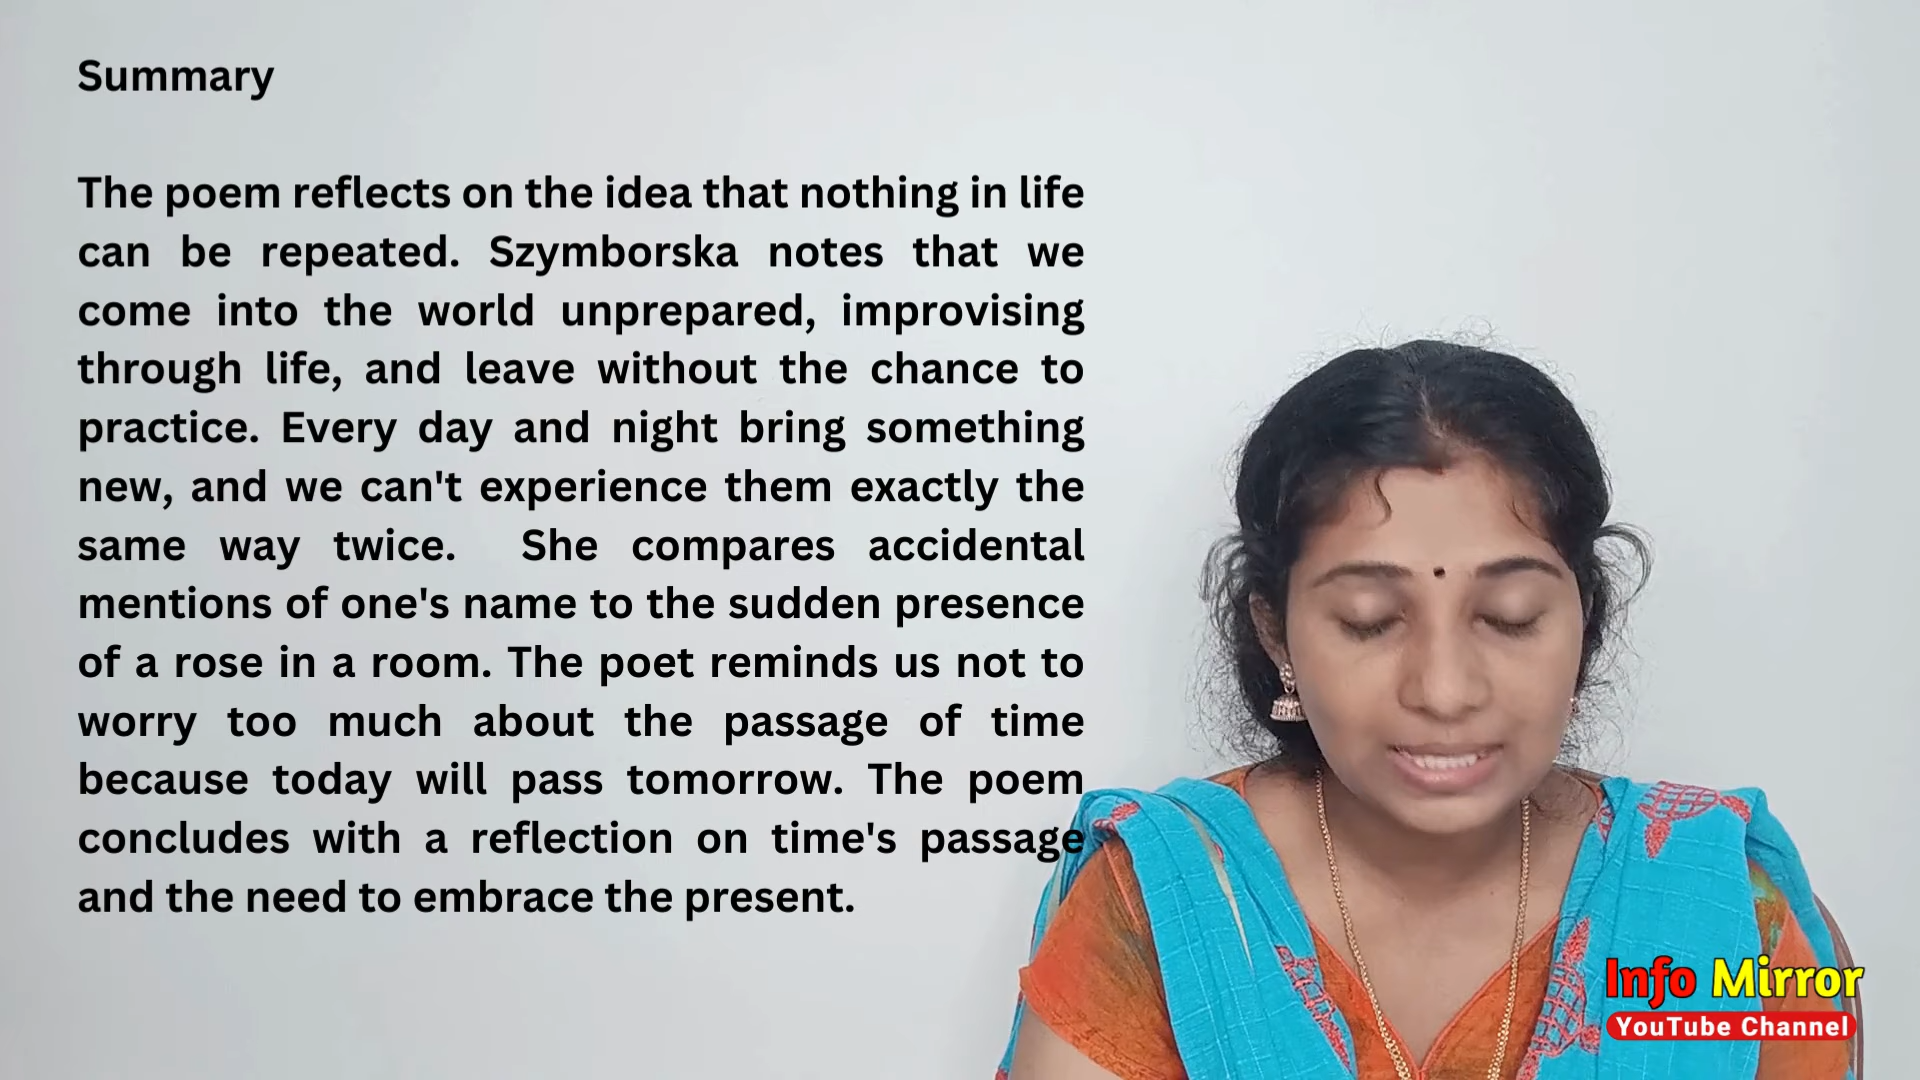 Summary
The poem reflects on the idea that nothing in life
can be repeated. Szymborska notes that we
come into the world unprepared, improvising
through life, and leave without the chance to
practice. Every day and night bring something
new, and we can't experience them exactly the
same way twice. She compares accidental
mentions of one's name to the sudden presence
of a rose in a room. The poet reminds us not to
worry too much about the passage of time
because today will pass tomorrow. The poem
concludes with a reflection on time's passage
and the need to embrace the present.
Info Mirror
YouTube Channel